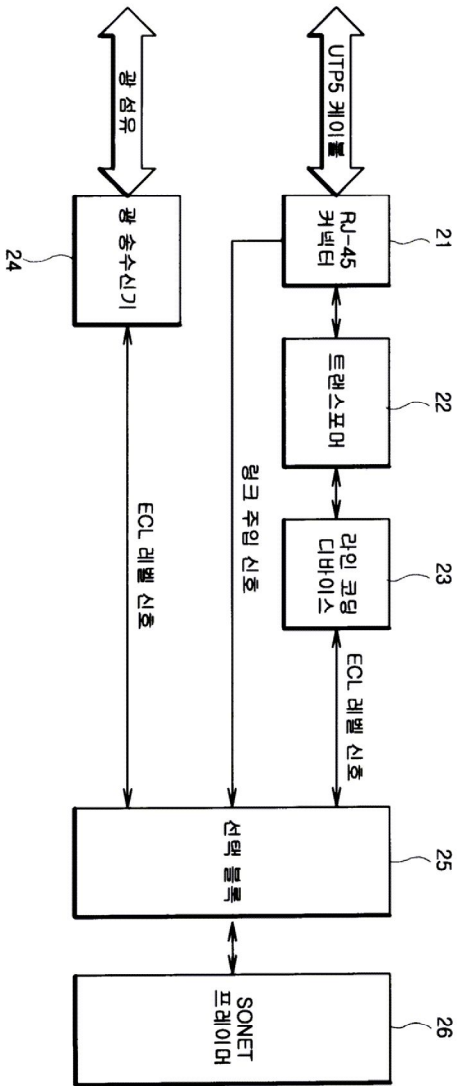 UTP5 케이블
21
RJ-45
커넥터
22
트랜스포머
23
라인 코딩
디바이스
ECL 레벨 신호
링크 주입 신호
광 섬유
광 송수신기
24
ECL 레벨 신호
25
선택 블록
26
SONET
프레이머